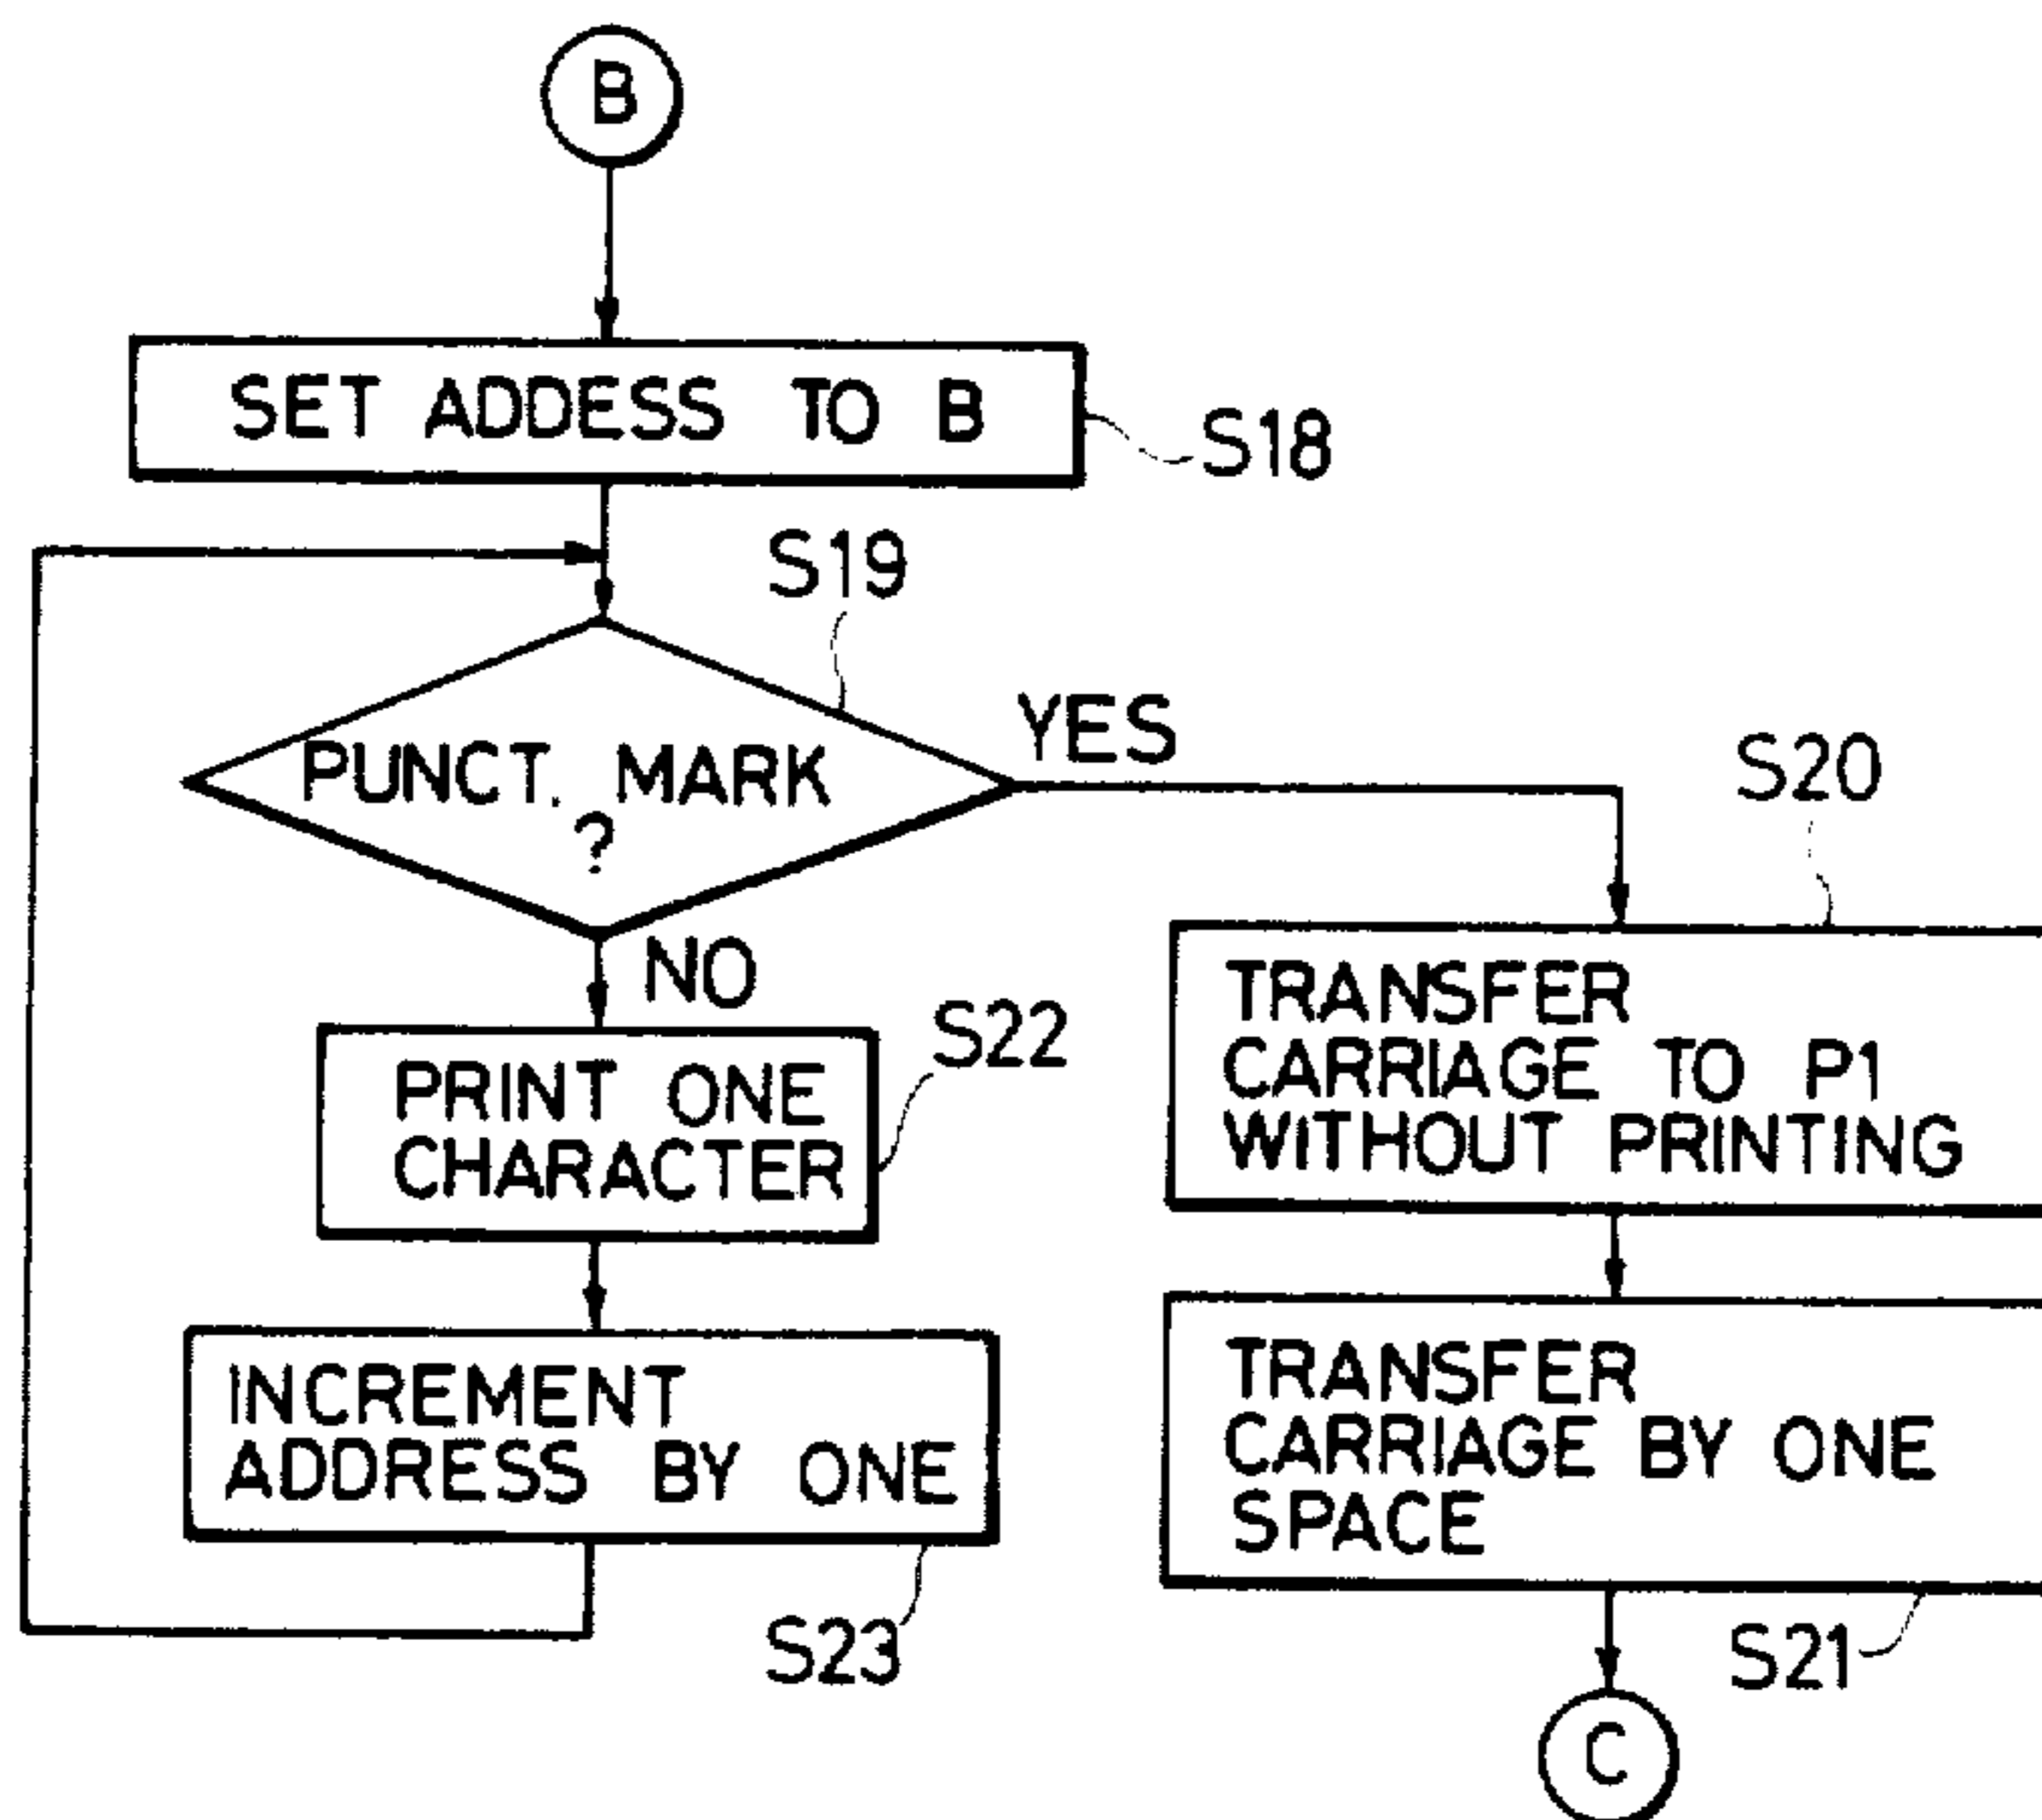 B
SET ADDESS TO B
S18
S19
PUNCT. MARK
?
YES
NO
S20
TRANSFER
CARRIAGE TO P1
WITHOUT PRINTING
S22
PRINT ONE
CHARACTER
INCREMENT
ADDRESS BY ONE
S23
TRANSFER
CARRIAGE BY ONE
SPACE
S21
C